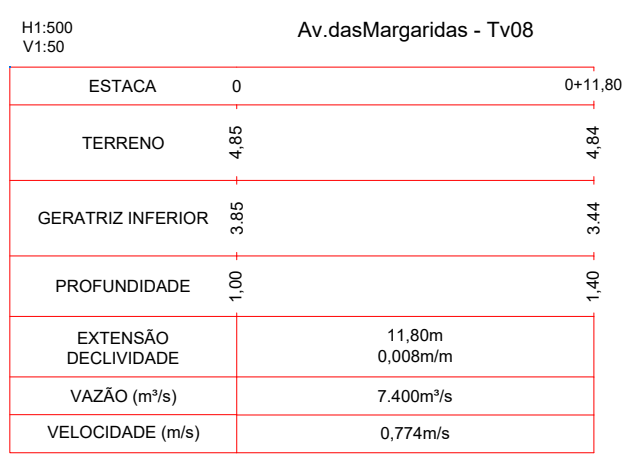 H1:500
V1:50
Av.dasMargaridas - Tv08
ESTACA 0 0+11,80
TERRENO 4,85 4,84
GERATRIZ INFERIOR 3.85 3.44
PROFUNDIDADE 1,00 1,40
EXTENSÃO 11,80m
DECLIVIDADE 0,008m/m
VAZÃO (m³/s) 7.400m³/s
VELOCIDADE (m/s) 0,774m/s